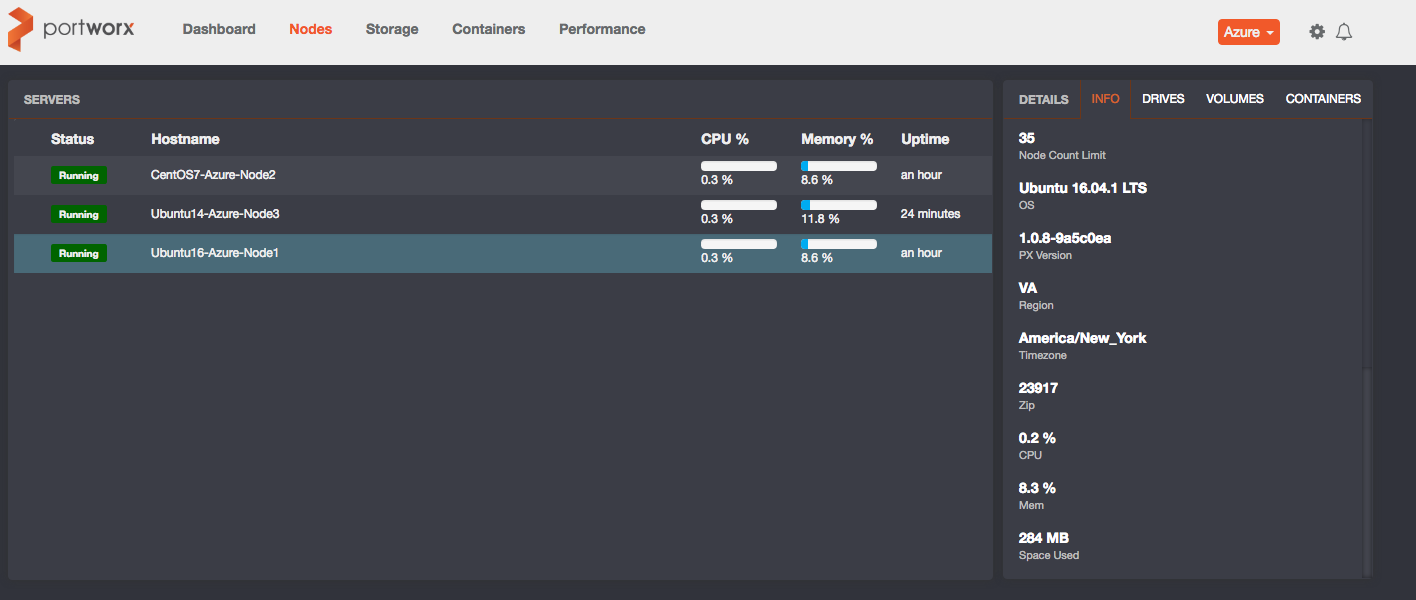 portworx Dashboard Nodes Storage Containers Performance Azure
SERVERS
Status Hostname CPU % Memory % Uptime
Running CentOS7-Azure-Node2 0.3 % 8.6 % an hour
Running Ubuntu14-Azure-Node3 0.3 % 11.8 % 24 minutes
Running Ubuntu16-Azure-Node1 0.3 % 8.6 % an hour
DETAILS INFO DRIVES VOLUMES CONTAINERS
35
Node Count Limit
Ubuntu 16.04.1 LTS
OS
1.0.8-9a5c0ea
PX Version
VA
Region
America/New_York
Timezone
23917
Zip
0.2 %
CPU
8.3 %
Mem
284 MB
Space Used